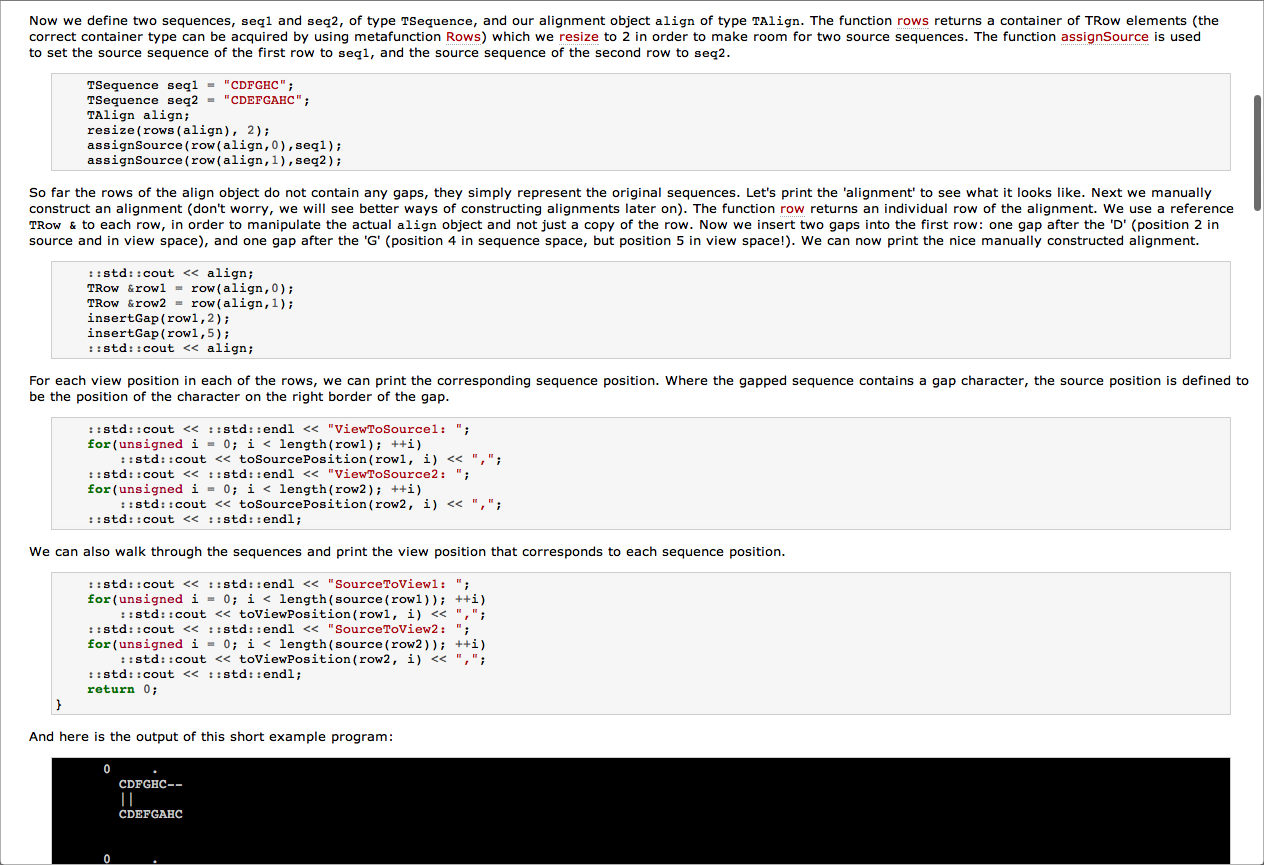 Now we define two sequences, seq1 and seq2, of type TSequence, and our alignment object align of type TAlign. The function rows returns a container of TRow elements (the
correct container type can be acquired by using metafunction Rows) which we resize to 2 in order to make room for two source sequences. The function assignSource is used
to set the source sequence of the first row to seq1, and the source sequence of the second row to seq2.
TSequence seq1 = "CDFGHC";
TSequence seq2 = "CDEFGAHC";
TAlign align;
resize(rows(align), 2);
assignSource(row(align,0),seq1);
assignSource(row(align,1),seq2);
So far the rows of the align object do not contain any gaps, they simply represent the original sequences. Let's print the 'alignment' to see what it looks like. Next we manually
construct an alignment (don't worry, we will see better ways of constructing alignments later on). The function row returns an individual row of the alignment. We use a reference
TRow & to each row, in order to manipulate the actual align object and not just a copy of the row. Now we insert two gaps into the first row: one gap after the 'D' (position 2 in
source and in view space), and one gap after the 'G' (position 4 in sequence space, but position 5 in view space!). We can now print the nice manually constructed alignment.
::std::cout << align;
TRow &row1 = row(align,0);
TRow &row2 = row(align,1);
insertGap(row1,2);
insertGap(row1,5);
::std::cout << align;
For each view position in each of the rows, we can print the corresponding sequence position. Where the gapped sequence contains a gap character, the source position is defined to
be the position of the character on the right border of the gap.
::std::cout << ::std::endl << "ViewToSource1: ";
for(unsigned i = 0; i < length(row1); ++i)
::std::cout << toSourcePosition(row1, i) << ",";
::std::cout << ::std::endl << "ViewToSource2: ";
for(unsigned i = 0; i < length(row2); ++i)
::std::cout << toSourcePosition(row2, i) << ",";
::std::cout << ::std::endl;
We can also walk through the sequences and print the view position that corresponds to each sequence position.
::std::cout << ::std::endl << "SourceToView1: ";
for(unsigned i = 0; i < length(source(row1)); ++i)
::std::cout << toViewPosition(row1, i) << ",";
::std::cout << ::std::endl << "SourceToView2: ";
for(unsigned i = 0; i < length(source(row2)); ++i)
::std::cout << toViewPosition(row2, i) << ",";
::std::cout << ::std::endl;
return 0;
}
And here is the output of this short example program:
0     .
CDFGHC--
||
CDEFGAHC
0     .